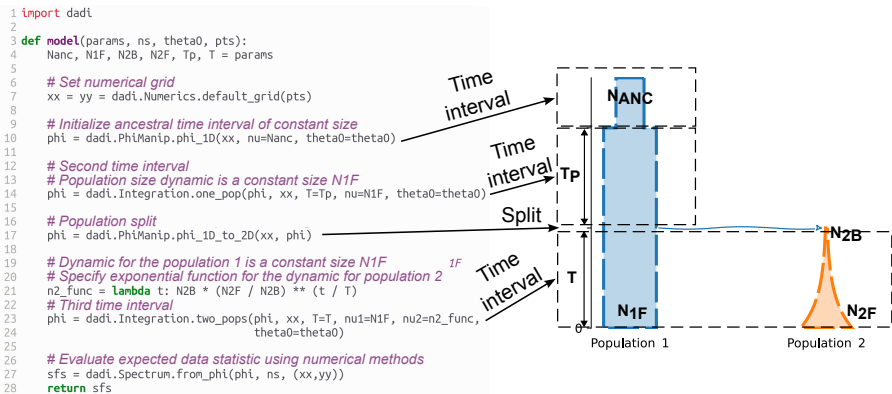 1 import dadi
2
3 def model(params, ns, theta0, pts):
4 Nanc, N1F, N2B, N2F, Tp, T = params
5
6 # Set numerical grid
7 xx = yy = dadi.Numerics.default_grid(pts)
8
9 # Initialize ancestral time interval of constant size
10 phi = dadi.PhiManip.phi_1D(xx, nu=Nanc, theta0=theta0)
11
12 # Second time interval
13 # Population size dynamic is a constant size N1F
14 phi = dadi.Integration.one_pop(phi, xx, T=Tp, nu=N1F, theta0=theta0)
15
16 # Population split
17 phi = dadi.PhiManip.phi_1D_to_2D(xx, phi)
18
19 # Dynamic for the population 1 is a constant size N1F 1F
20 # Specify exponential function for the dynamic for population 2
21 n2_func = lambda t: N2B * (N2F / N2B) ** (t / T)
22 # Third time interval
23 phi = dadi.Integration.two_pops(phi, xx, T=T, nu1=N1F, nu2=n2_func,
24 theta0=theta0)
25
26 # Evaluate expected data statistic using numerical methods
27 sfs = dadi.Spectrum.from_phi(phi, ns, (xx,yy))
28 return sfs
Time
interval
Time
interval
Split
Time
interval
NANC
TP
T
N1F
0
Population 1
N2B
N2F
Population 2